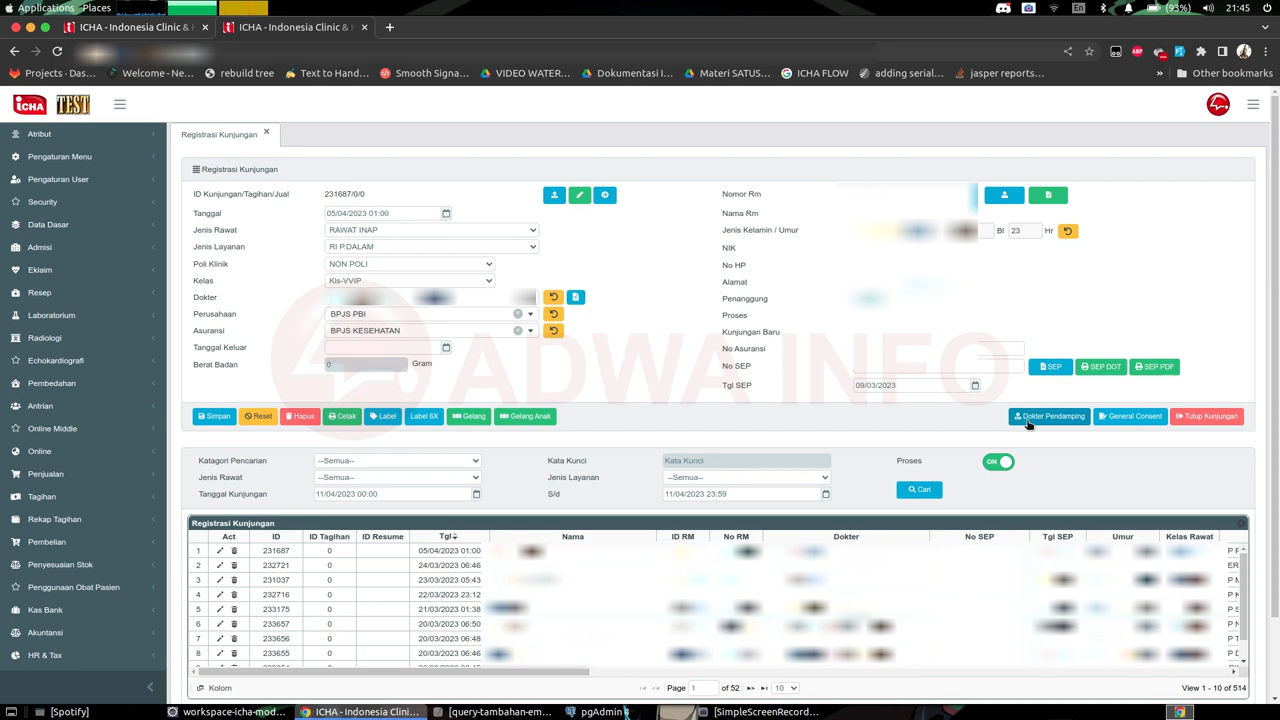 Applications Places
En (93%) 21:45
ICHA - Indonesia Clinic & H
ICHA - Indonesia Clinic & H
Projects - Das... Welcome - Ne... rebuild tree Text to Hand... Smooth Signa... VIDEO WATER... Dokumentasi I... Materi SATUS... ICHA FLOW adding serial... jasper reports... » Other bookmarks
iCHA TEST
Registrasi Kunjungan
Atribut
Pengaturan Menu
Pengaturan User
Security
Data Dasar
Admisi
Eklaim
Resep
Laboratorium
Radiologi
Echokardiografi
Pembedahan
Antrian
Online Middle
Online
Penjualan
Tagihan
Rekap Tagihan
Pembelian
Penyesuaian Stok
Penggunaan Obat Pasien
Kas Bank
Akuntansi
HR & Tax
Registrasi Kunjungan
ID Kunjungan/Tagihan/Jual 231687/0/0
Tanggal 05/04/2023 01:00
Jenis Rawat RAWAT INAP
Jenis Layanan RI P.DALAM
Poli Klinik NON POLI
Kelas Kls-VVIP
Dokter
Perusahaan BPJS PBI
Asuransi BPJS KESEHATAN
Tanggal Keluar
Berat Badan 0 Gram
Nomor Rm
Nama Rm
Jenis Kelamin / Umur Bl 23 Hr
NIK
No HP
Alamat
Penanggung
Proses
Kunjungan Baru
No Asuransi
No SEP SEP SEP DOT SEP PDF
Tgl SEP 09/03/2023
ADWA INFO
Simpan Reset Hapus Cetak Label Label 6X Gelang Gelang Anak Dokter Pendamping General Consent Tutup Kunjungan
Katagori Pencarian --Semua-- Kata Kunci Kata Kunci Proses ON
Jenis Rawat --Semua-- Jenis Layanan --Semua--
Tanggal Kunjungan 11/04/2023 00:00 S/d 11/04/2023 23:59 Cari
Registrasi Kunjungan
Act ID ID Tagihan ID Resume Tgl Nama ID RM No RM Dokter No SEP Tgl SEP Umur Kelas Rawat
1 231687 0 05/04/2023 01:00 P F
2 232721 0 24/03/2023 06:46 ER
3 231037 0 23/03/2023 05:43 P M
4 232716 0 22/03/2023 23:12 P K
5 233175 0 21/03/2023 01:38 P S
6 233657 0 20/03/2023 06:50 P N
7 233656 0 20/03/2023 06:48 P T
8 233655 0 20/03/2023 06:46 P D
Kolom Page 1 of 52 10 View 1 - 10 of 514
[Spotify] workspace-icha-mod... ICHA - Indonesia Clini... [query-tambahan-em... pgAdmin [SimpleScreenRecord...